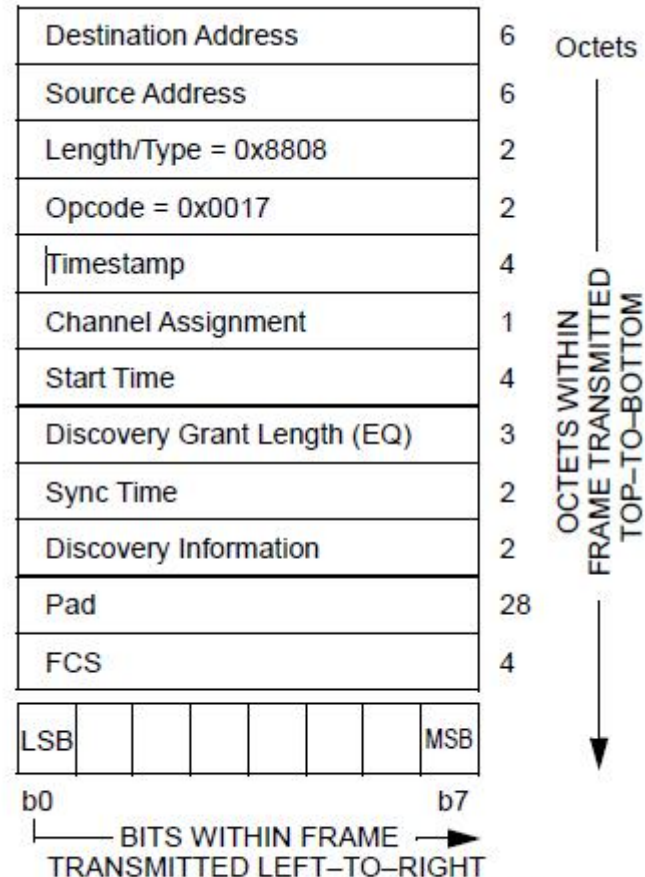 Destination Address 6 Octets
Source Address 6
Length/Type = 0x8808 2
Opcode = 0x0017 2
Timestamp 4
Channel Assignment 1
Start Time 4
Discovery Grant Length (EQ) 3
Sync Time 2
Discovery Information 2
Pad 28
FCS 4
OCTETS WITHIN
FRAME TRANSMITTED
TOP–TO–BOTTOM
LSB MSB
b0 b7
BITS WITHIN FRAME
TRANSMITTED LEFT–TO–RIGHT